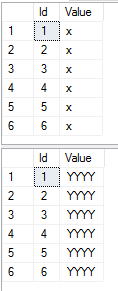 Id Value
1 1 x
2 2 x
3 3 x
4 4 x
5 5 x
6 6 x
Id Value
1 1 YYYY
2 2 YYYY
3 3 YYYY
4 4 YYYY
5 5 YYYY
6 6 YYYY